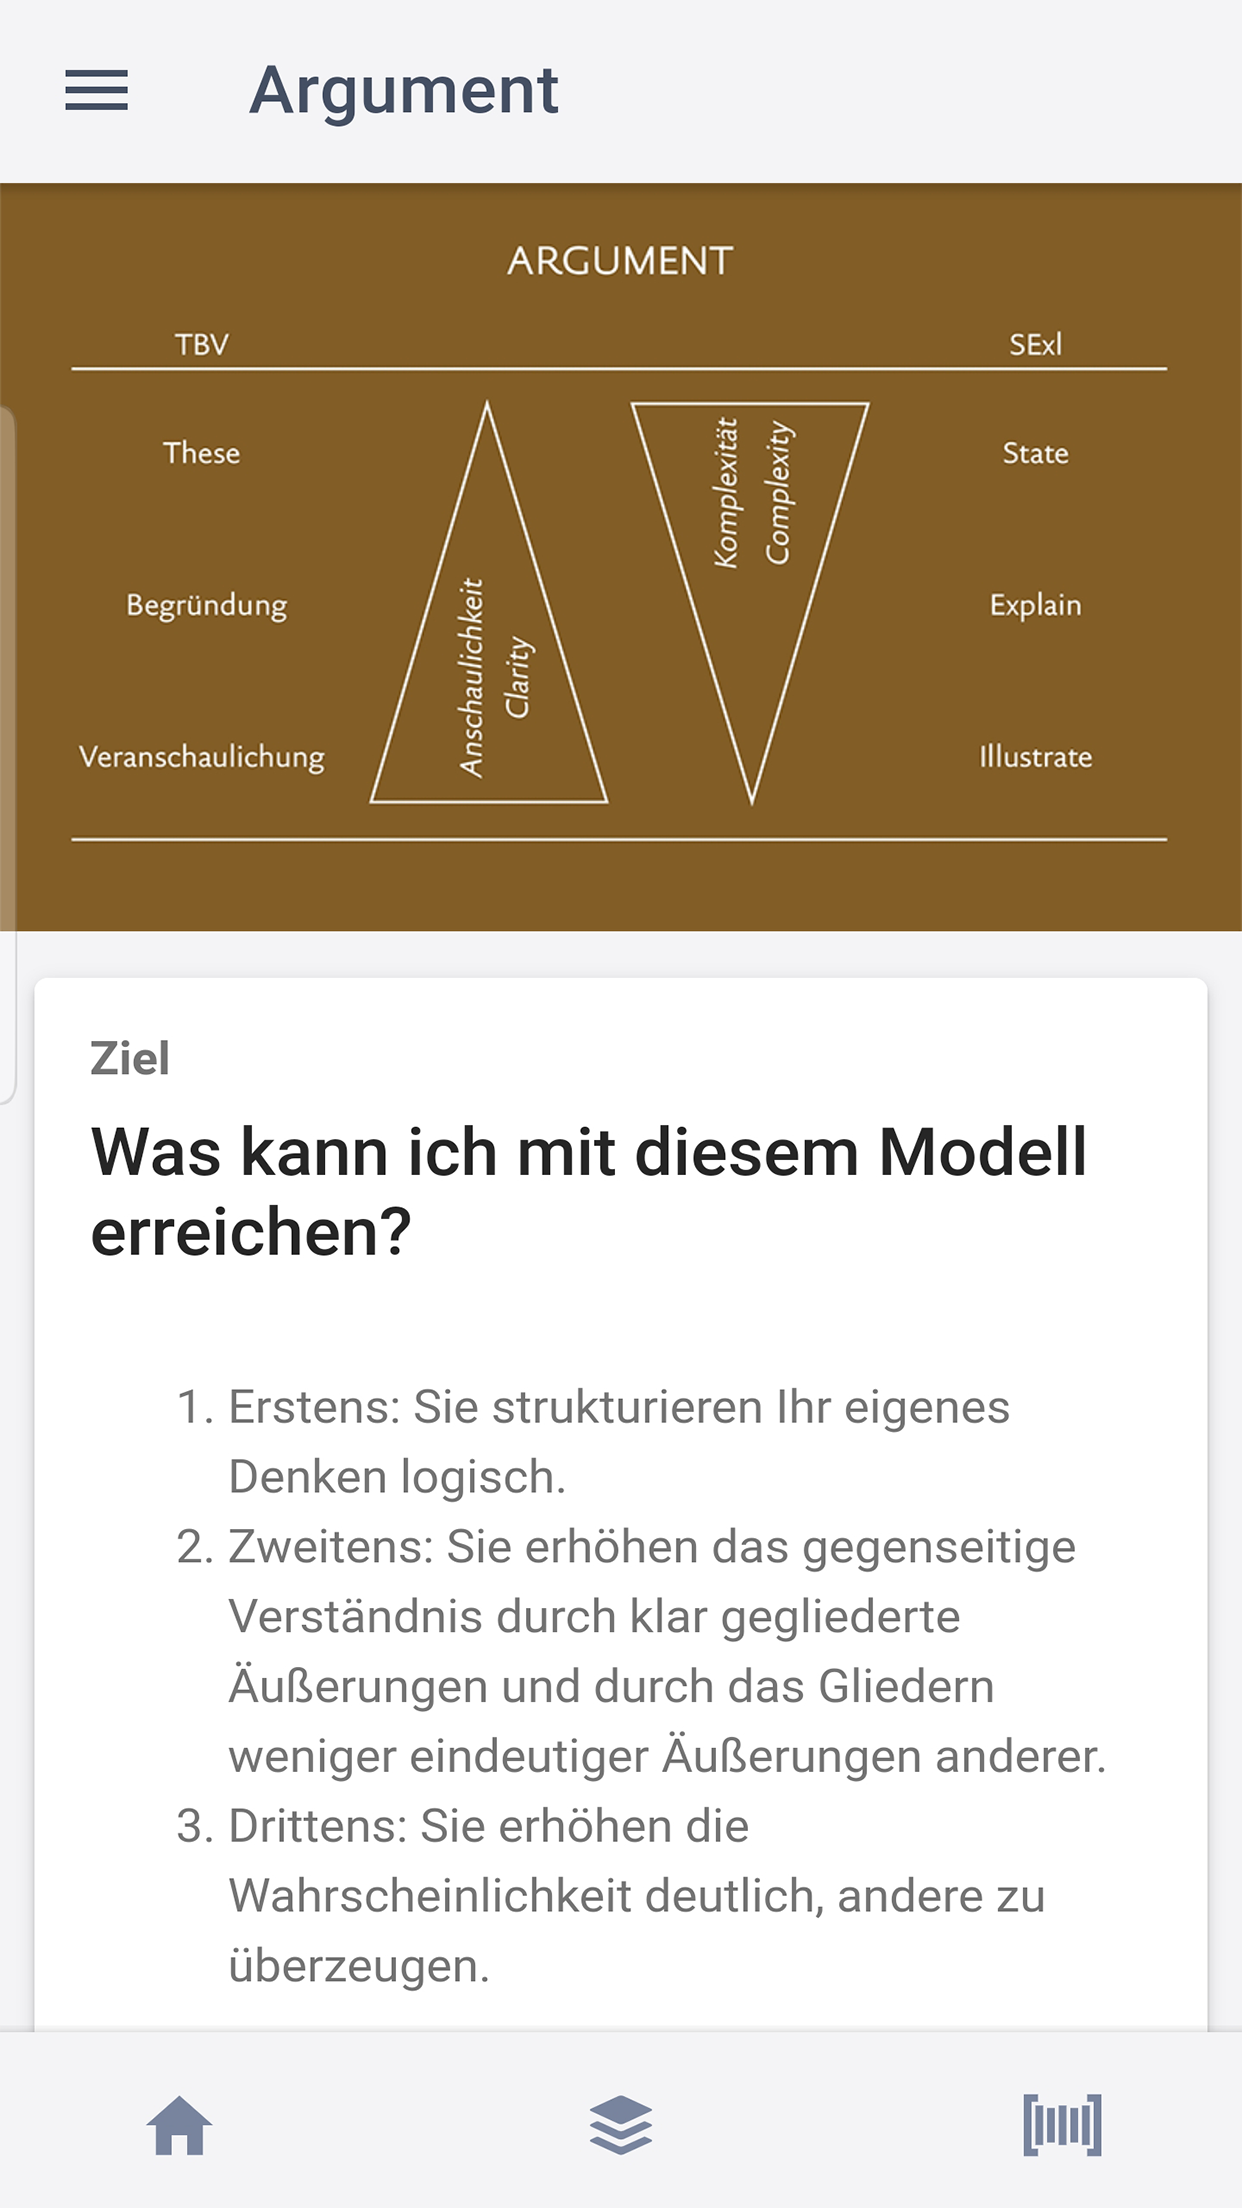 Argument
ARGUMENT
TBV
SExl
These
State
Begründung
Explain
Veranschaulichung
Illustrate
Anschaulichkeit
Clarity
Komplexität
Complexity
Ziel
Was kann ich mit diesem Modell
erreichen?
1. Erstens: Sie strukturieren Ihr eigenes
Denken logisch.
2. Zweitens: Sie erhöhen das gegenseitige
Verständnis durch klar gegliederte
Äußerungen und durch das Gliedern
weniger eindeutiger Äußerungen anderer.
3. Drittens: Sie erhöhen die
Wahrscheinlichkeit deutlich, andere zu
überzeugen.